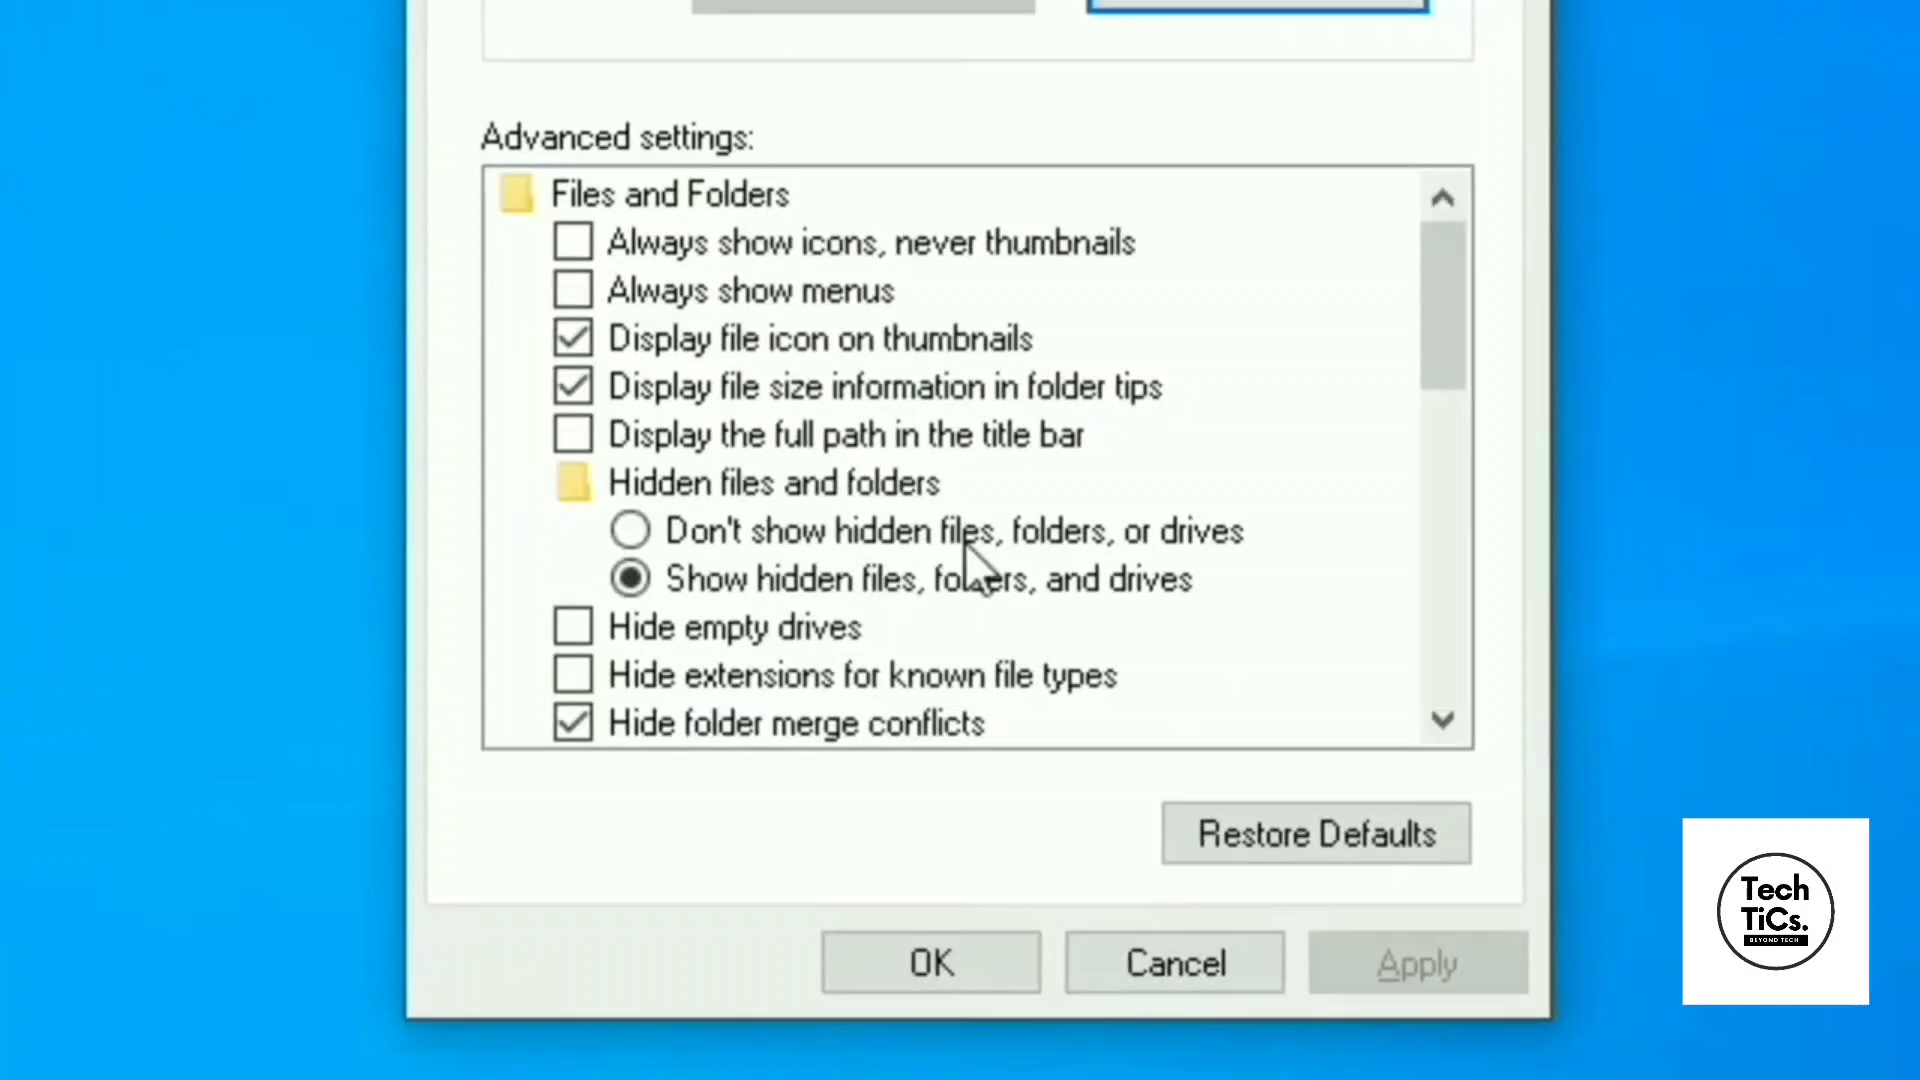 Advanced settings:
Files and Folders
Always show icons, never thumbnails
Always show menus
Display file icon on thumbnails
Display file size information in folder tips
Display the full path in the title bar
Hidden files and folders
Don't show hidden files, folders, or drives
Show hidden files, folders, and drives
Hide empty drives
Hide extensions for known file types
Hide folder merge conflicts
Restore Defaults
OK Cancel Apply
Tech
TiCs.
BEYOND TECH